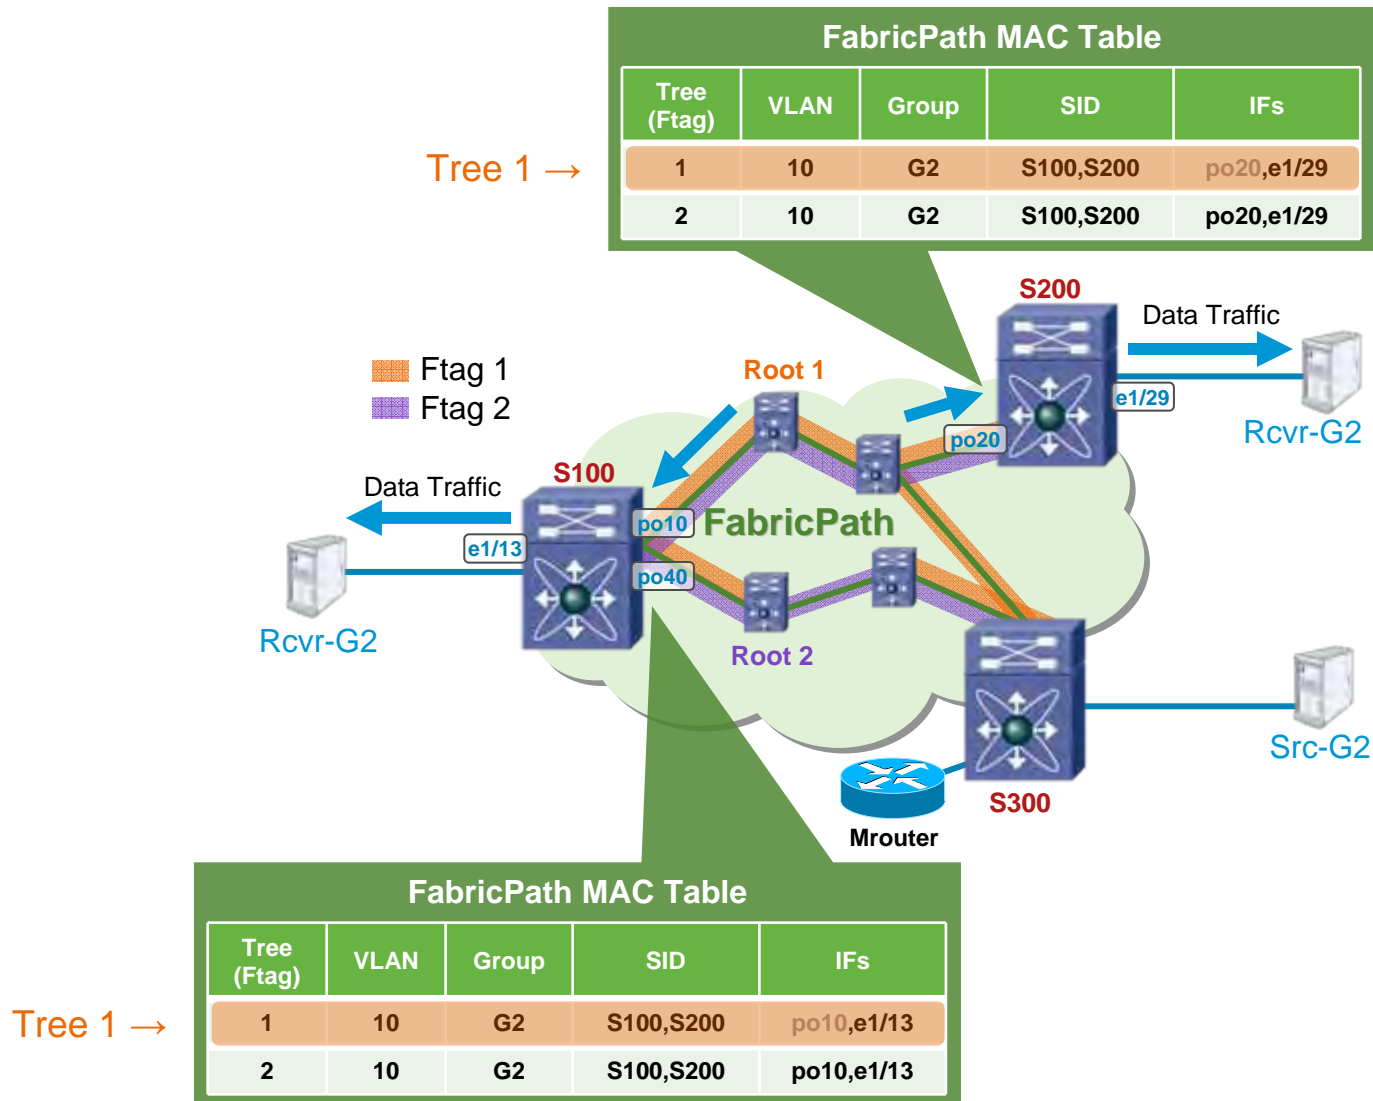 FabricPath MAC Table
Tree (Ftag) VLAN Group SID IFs
Tree 1 → 1 10 G2 S100,S200 po20,e1/29
2 10 G2 S100,S200 po20,e1/29
S200
Data Traffic
Ftag 1
Ftag 2
Root 1
e1/29
Rcvr-G2
po20
S100
Data Traffic
po10
FabricPath
e1/13
po40
Rcvr-G2
Root 2
Src-G2
S300
Mrouter
FabricPath MAC Table
Tree (Ftag) VLAN Group SID IFs
Tree 1 → 1 10 G2 S100,S200 po10,e1/13
2 10 G2 S100,S200 po10,e1/13